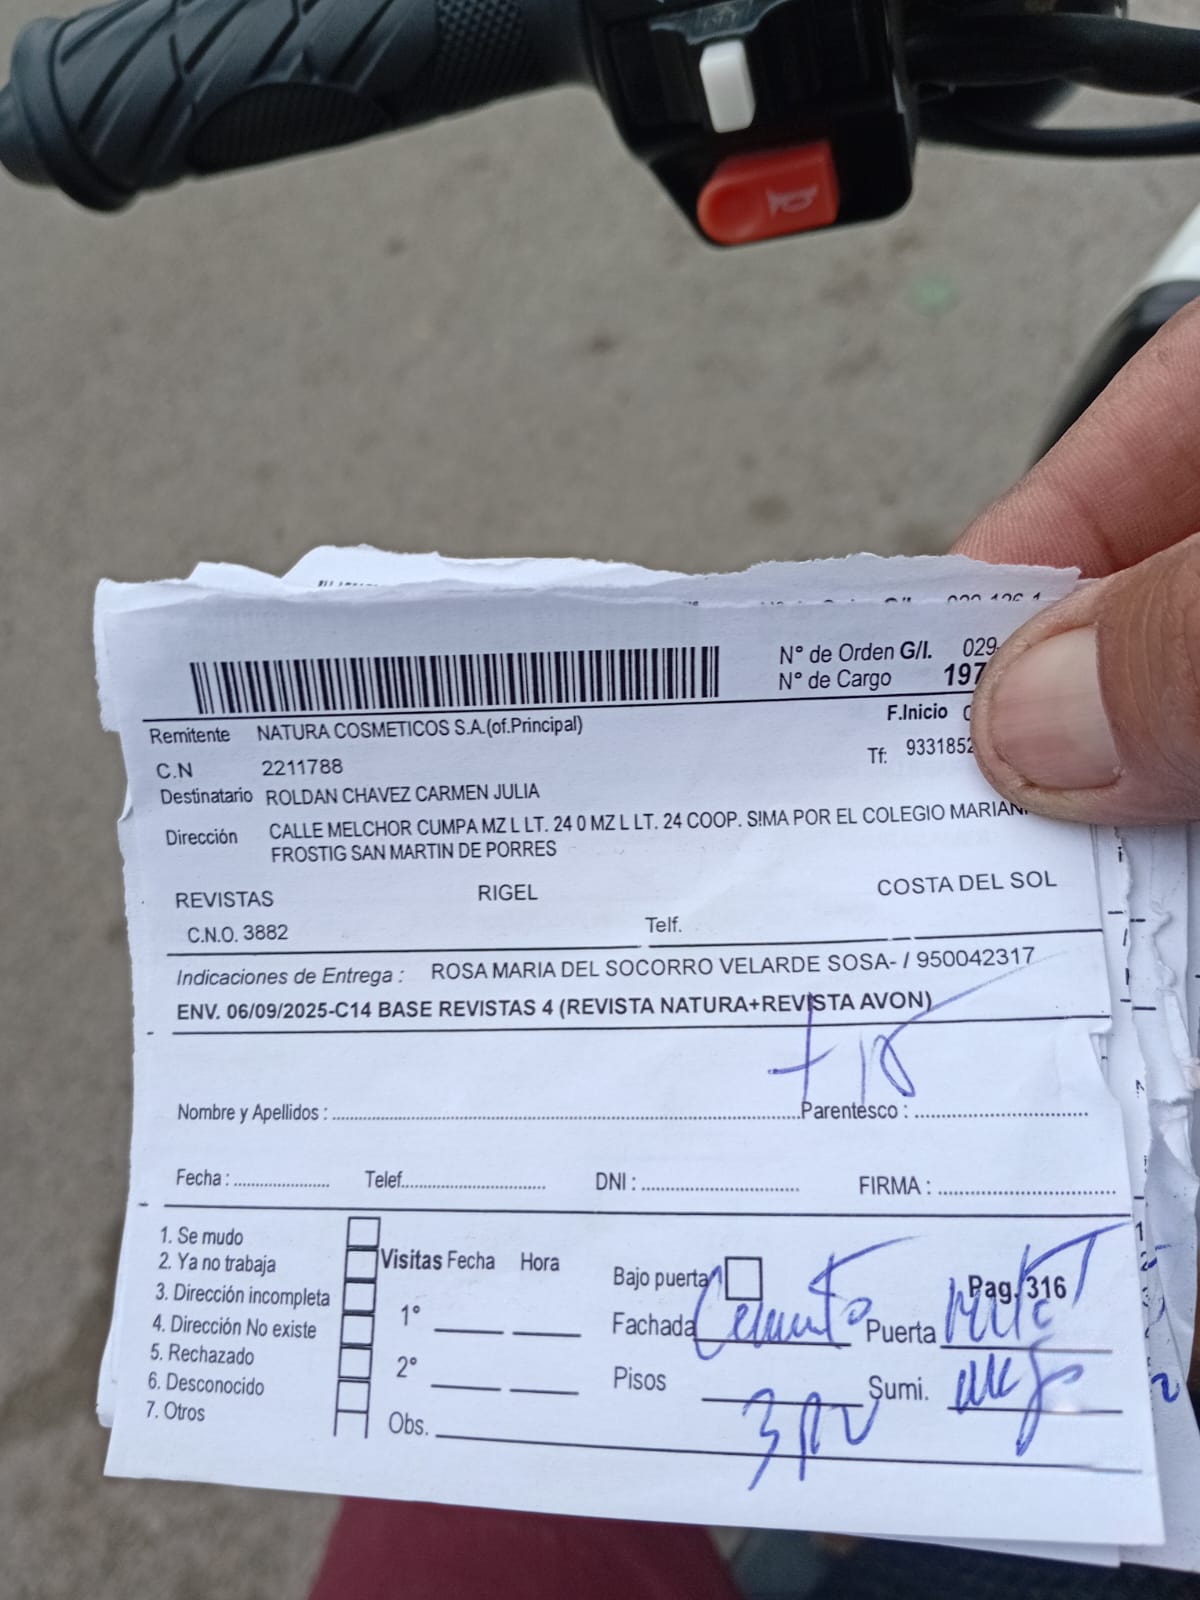 N° de Orden G/I. 029-
N° de Cargo 197
Remitente NATURA COSMETICOS S.A.(of.Principal)
F.Inicio
C.N 2211788
Tf: 9331852
Destinatario ROLDAN CHAVEZ CARMEN JULIA
Dirección CALLE MELCHOR CUMPA MZ L LT. 24 0 MZ L LT. 24 COOP. S!MA POR EL COLEGIO MARIAN
FROSTIG SAN MARTIN DE PORRES
REVISTAS RIGEL COSTA DEL SOL
C.N.O. 3882 Telf.
Indicaciones de Entrega : ROSA MARIA DEL SOCORRO VELARDE SOSA- / 950042317
ENV. 06/09/2025-C14 BASE REVISTAS 4 (REVISTA NATURA+REVISTA AVON)
Nombre y Apellidos : Parentesco :
Fecha : Telef. DNI : FIRMA :
1. Se mudo
2. Ya no trabaja
3. Dirección incompleta
4. Dirección No existe
5. Rechazado
6. Desconocido
7. Otros
Visitas Fecha Hora
1°
2°
Obs.
Bajo puerta Pag. 316
Fachada Cemento Puerta
Pisos 3 Sumi.